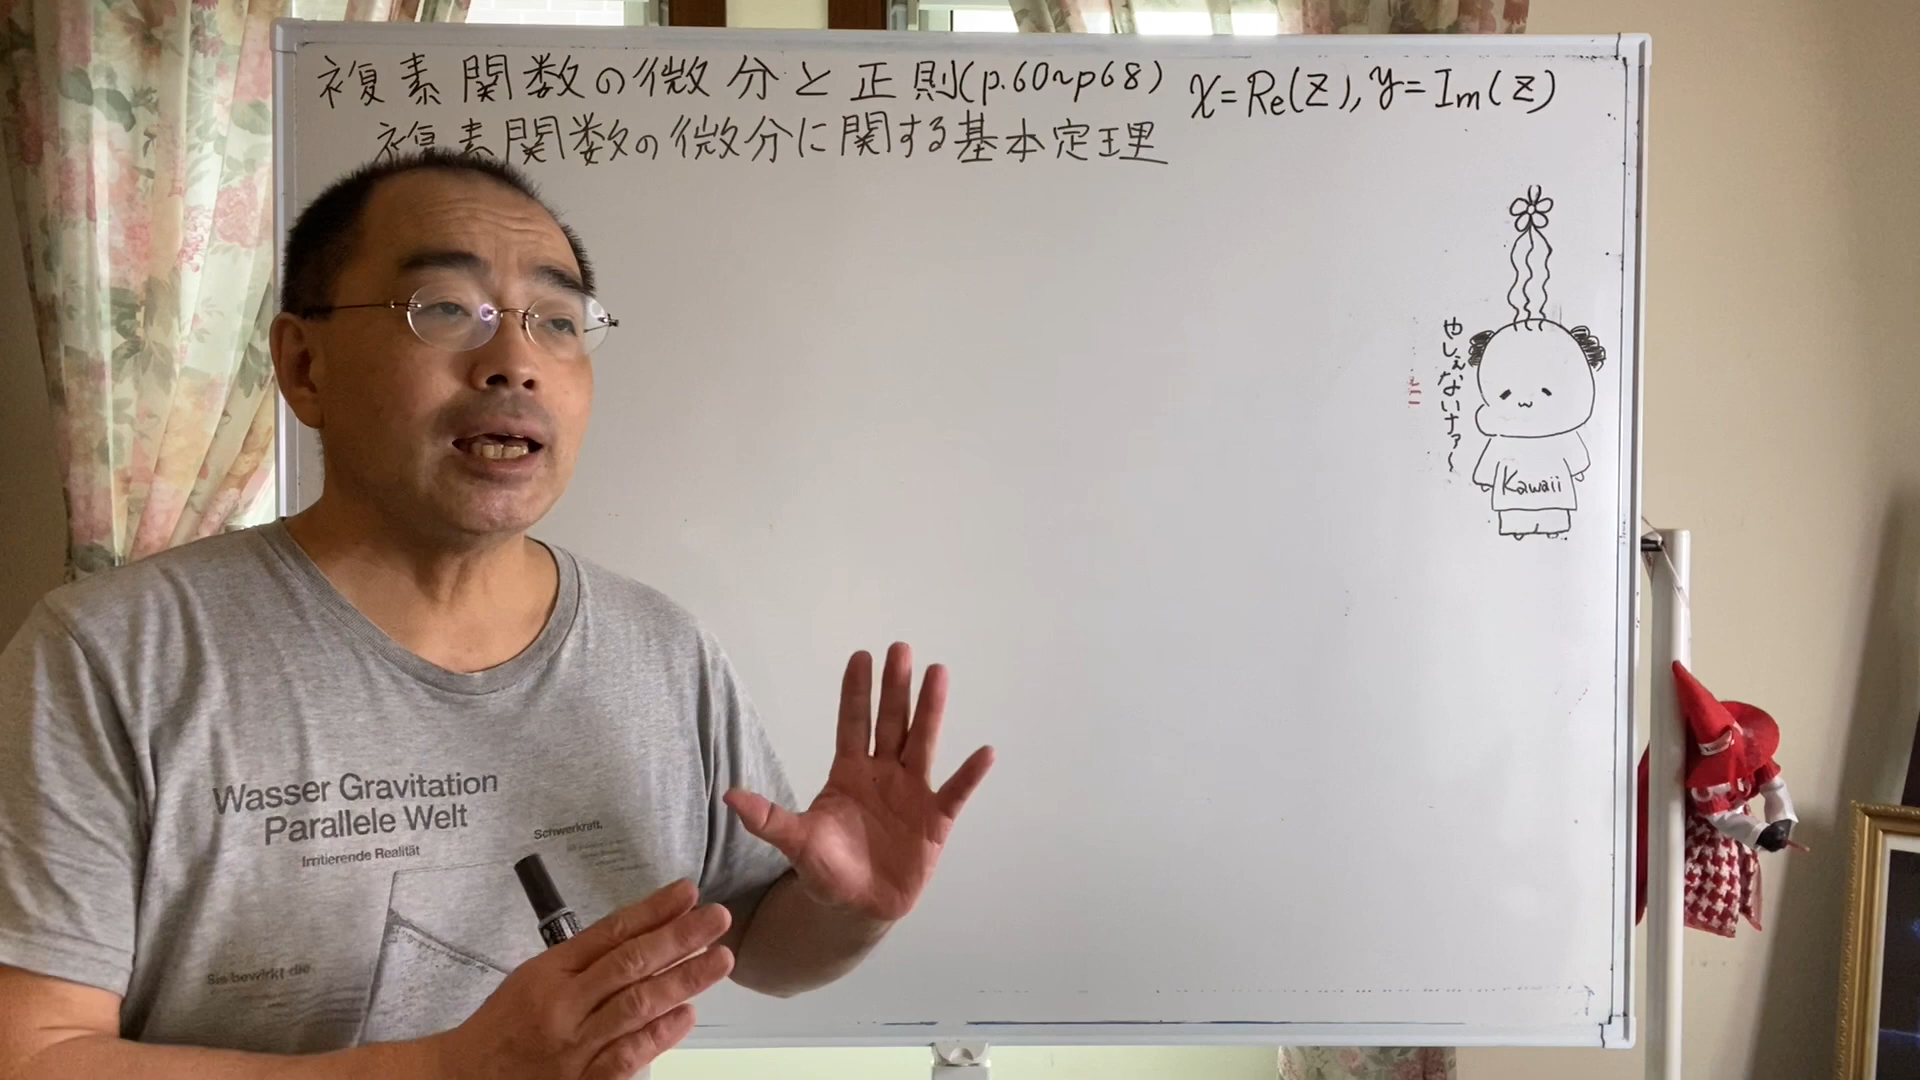 複素関数の微分と正則(p.60~p68) x=Re(z), y=Im(z)
複素関数の微分に関する基本定理
Kawaii
Wasser Gravitation
Parallele Welt
Irritierende Realität
Schwerkraft.
Sie bewirkt die